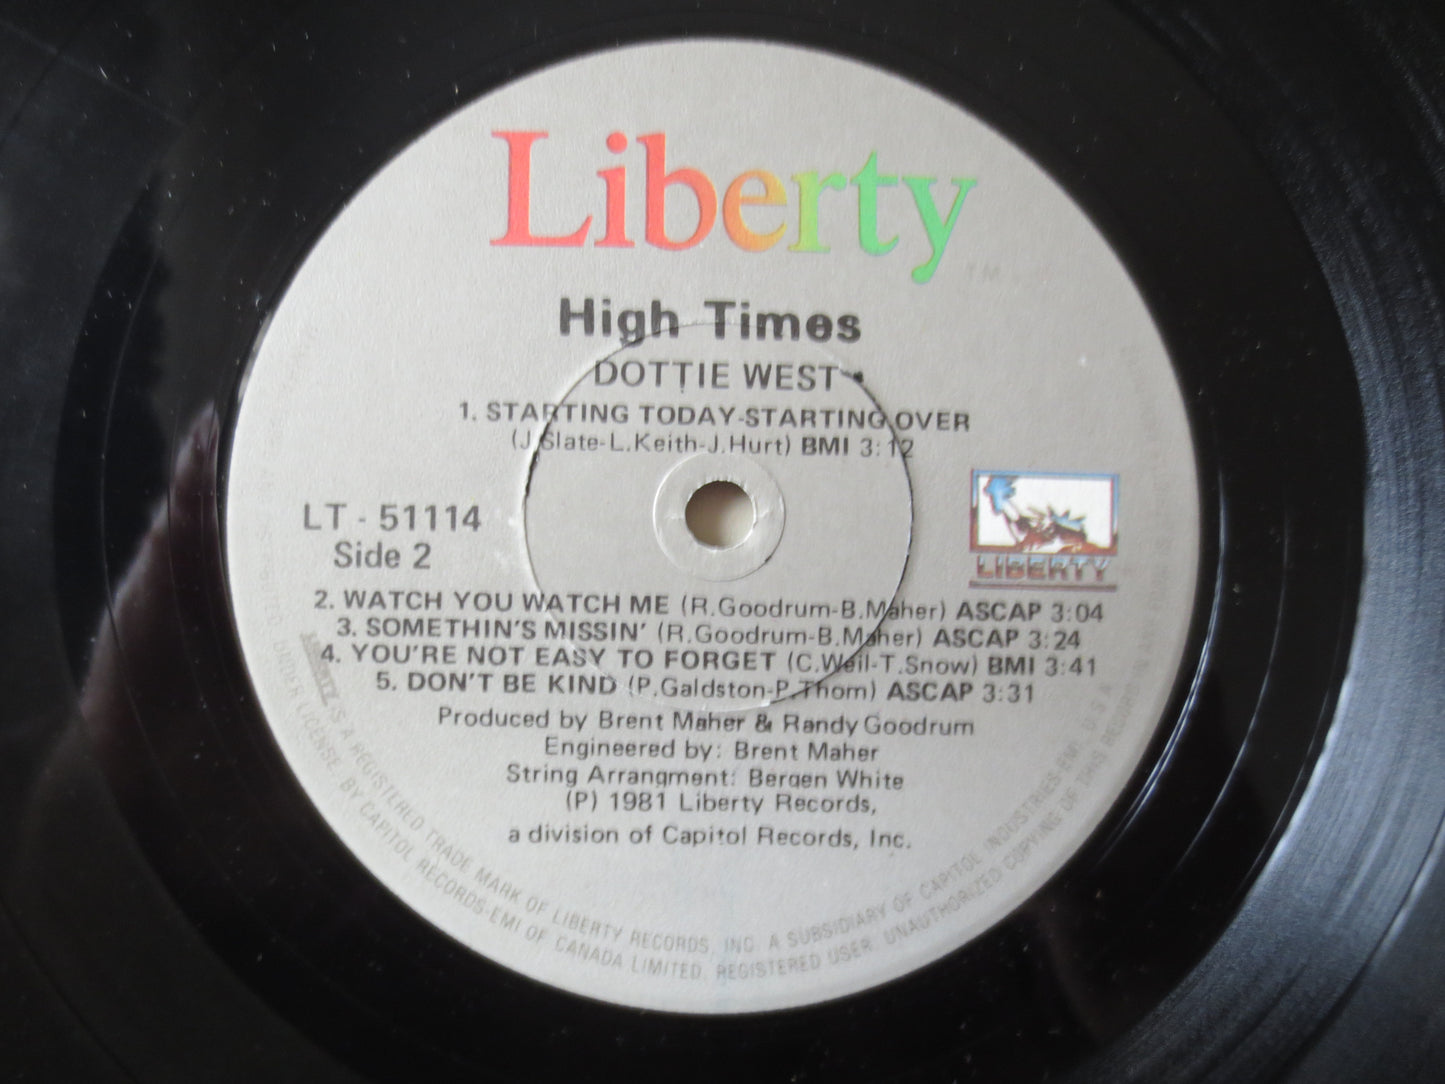 Liberty
TM
High Times
DOTTIE WEST
1. STARTING TODAY-STARTING OVER
(J.Slate-L.Keith-J.Hurt) BMI 3:12
LT - 51114
Side 2
LIBERTY
2. WATCH YOU WATCH ME (R.Goodrum-B.Maher) ASCAP 3:04
3. SOMETHIN'S MISSIN' (R.Goodrum-B.Maher) ASCAP 3:24
4. YOU'RE NOT EASY TO FORGET (C.Weil-T.Snow) BMI 3:41
5. DON'T BE KIND (P.Galdston-P.Thom) ASCAP 3:31
Produced by Brent Maher & Randy Goodrum
Engineered by: Brent Maher
String Arrangment: Bergen White
(P) 1981 Liberty Records,
a division of Capitol Records, Inc.
LIBERTY IS A REGISTERED TRADE MARK OF LIBERTY RECORDS, INC. A SUBSIDIARY OF CAPITOL INDUSTRIES-EMI, USA
UNDER LICENSE. BY CAPITOL RECORDS-EMI OF CANADA LIMITED, REGISTERED USER. UNAUTHORIZED COPYING OF THIS RECORD